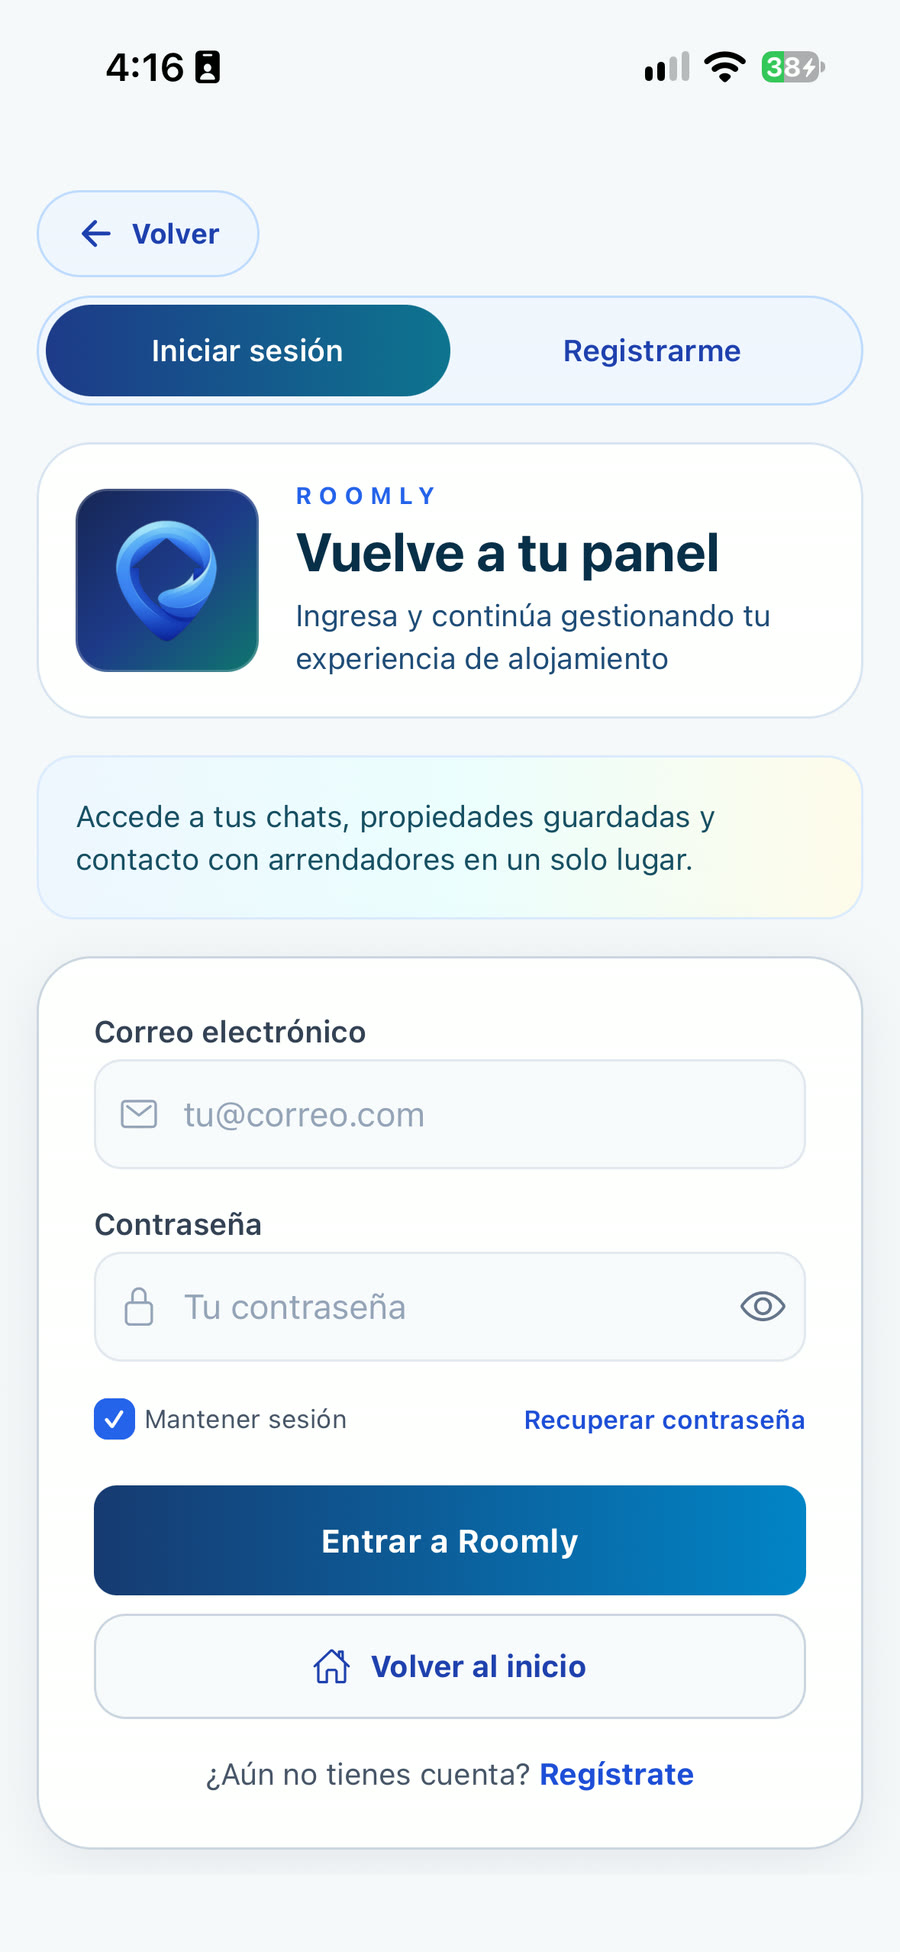 4:16
38
Volver
Iniciar sesión
Registrarme
ROOMLY
Vuelve a tu panel
Ingresa y continúa gestionando tu
experiencia de alojamiento
Accede a tus chats, propiedades guardadas y
contacto con arrendadores en un solo lugar.
Correo electrónico
tu@correo.com
Contraseña
Tu contraseña
Mantener sesión
Recuperar contraseña
Entrar a Roomly
Volver al inicio
¿Aún no tienes cuenta? Regístrate